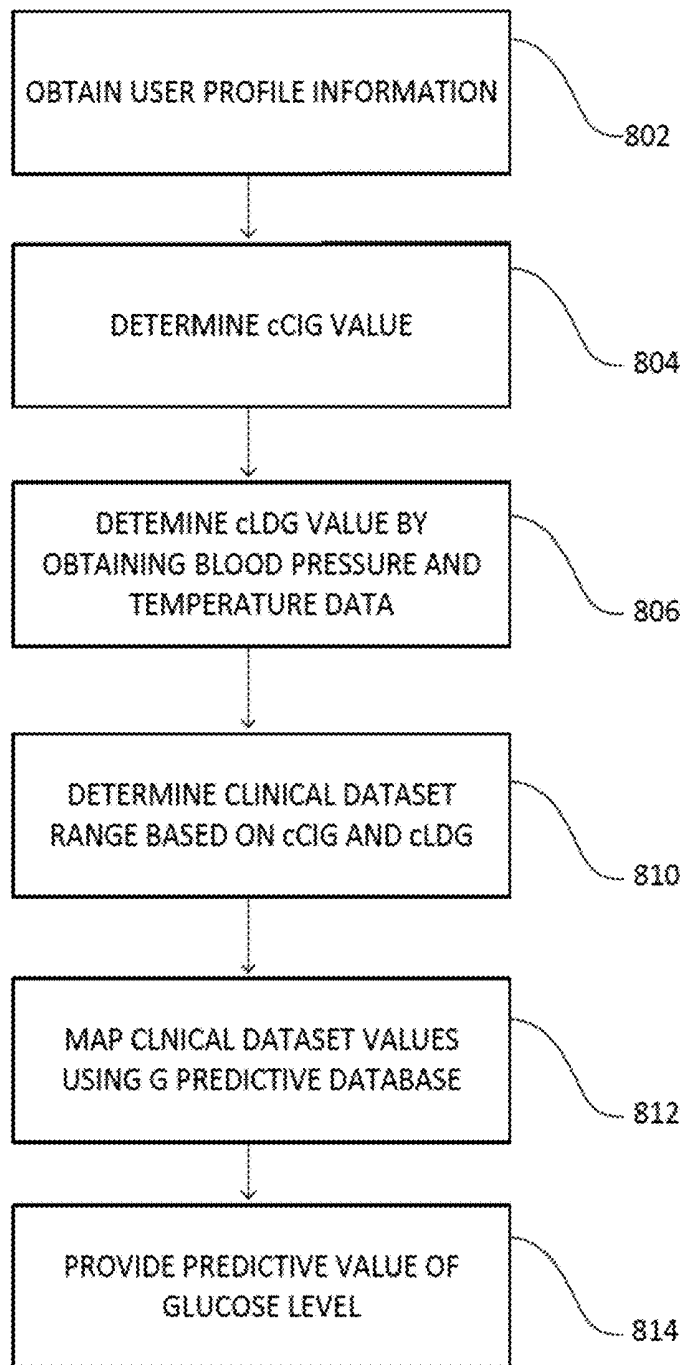 OBTAIN USER PROFILE INFORMATION
802
DETERMINE cCIG VALUE
804
DETEMINE cLDG VALUE BY
OBTAINING BLOOD PRESSURE AND
TEMPERATURE DATA
806
DETERMINE CLINICAL DATASET
RANGE BASED ON cCIG and cLDG
810
MAP CLNICAL DATASET VALUES
USING G PREDICTIVE DATABASE
812
PROVIDE PREDICTIVE VALUE OF
GLUCOSE LEVEL
814